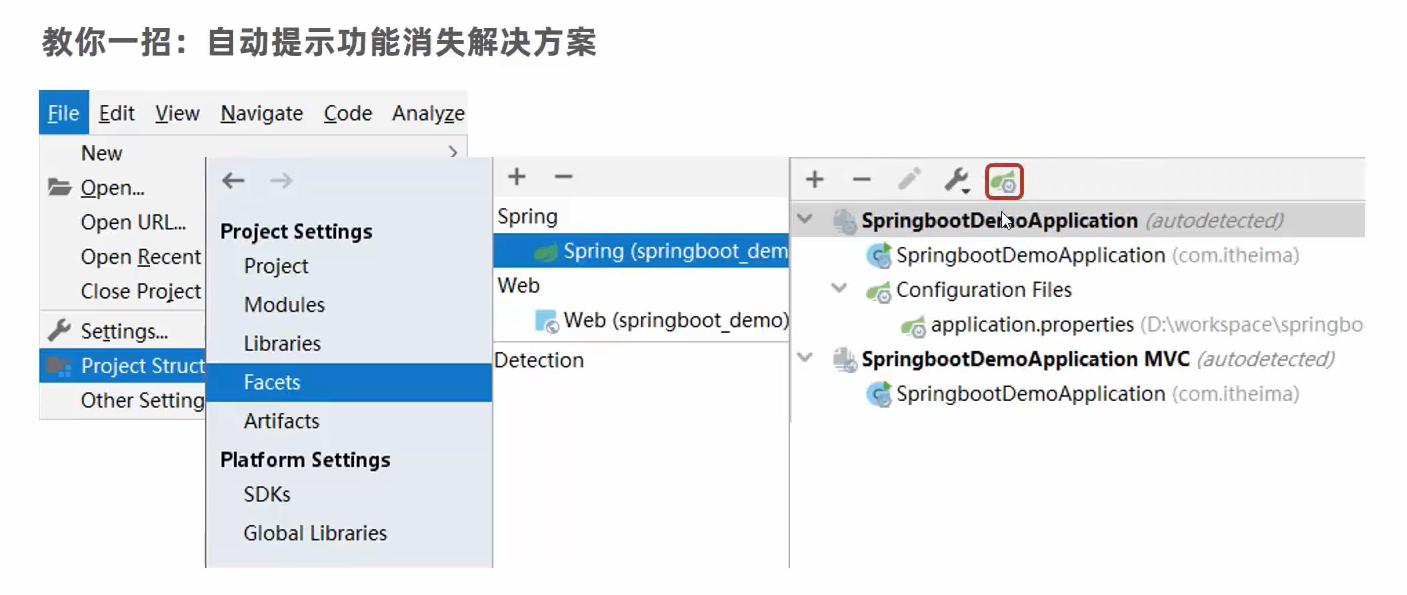 教你一招：自动提示功能消失解决方案
File Edit View Navigate Code Analyze
New
Open...
Open URL...
Open Recent
Close Project
Settings...
Project Struct
Other Setting
Project Settings
Project
Modules
Libraries
Facets
Artifacts
Platform Settings
SDKs
Global Libraries
Spring
Spring (springboot_dem
Web
Web (springboot_demo)
Detection
SpringbootDemoApplication (autodetected)
SpringbootDemoApplication (com.itheima)
Configuration Files
application.properties (D:\workspace\springbo
SpringbootDemoApplication MVC (autodetected)
SpringbootDemoApplication (com.itheima)